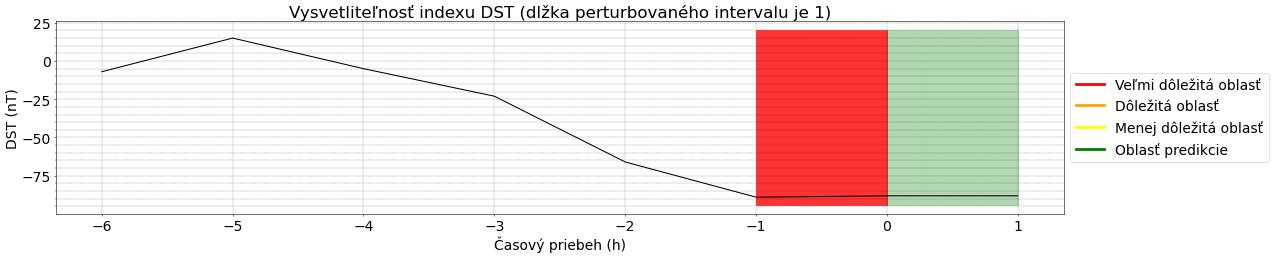 Vysvetliteľnosť indexu DST (dĺžka perturbovaného intervalu je 1)
DST (nT)
25
0
−25
−50
−75
−6 −5 −4 −3 −2 −1 0 1
Časový priebeh (h)
Veľmi dôležitá oblasť
Dôležitá oblasť
Menej dôležitá oblasť
Oblasť predikcie